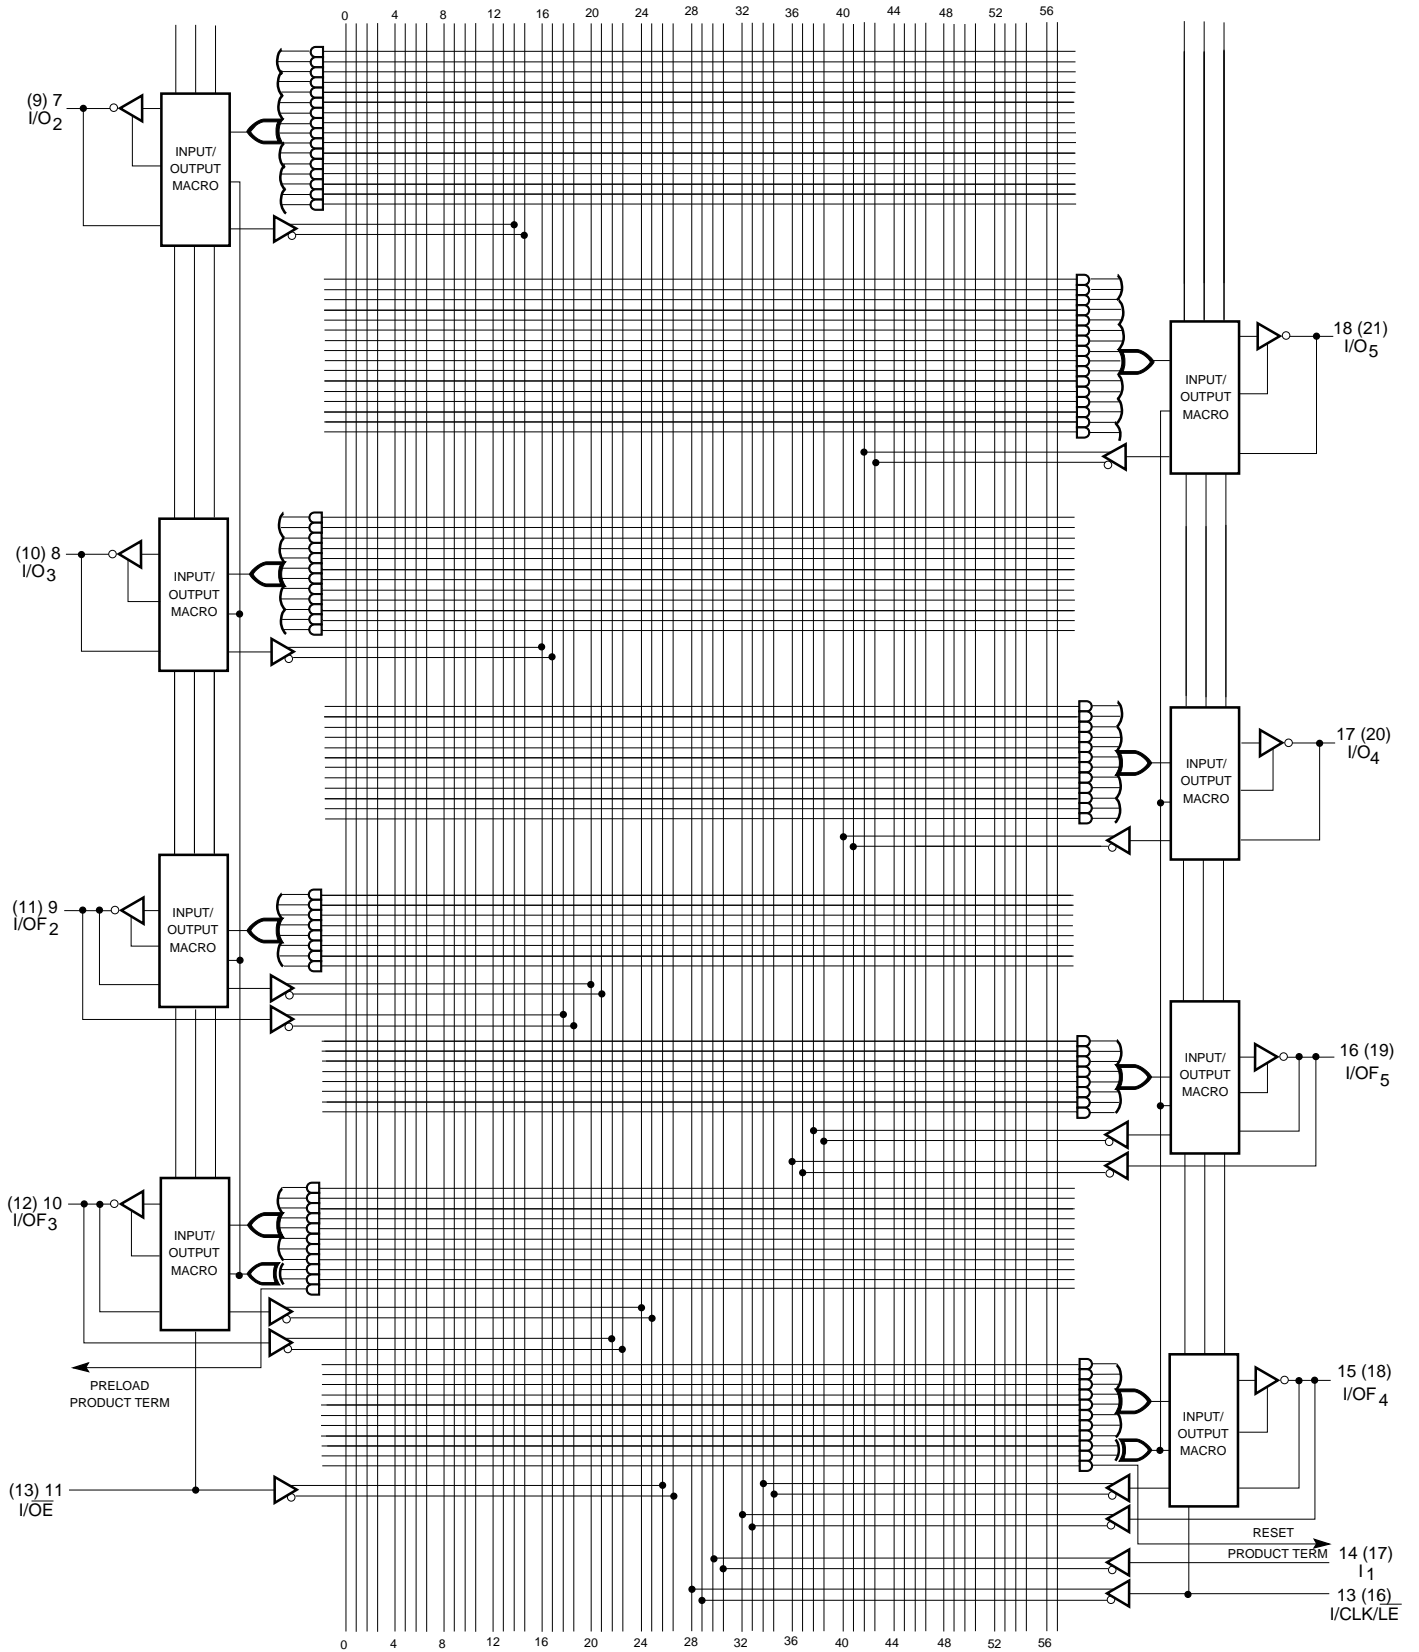 0 4 8 12 16 20 24 28 32 36 40 44 48 52 56
(9) 7
I/O2
INPUT/
OUTPUT
MACRO
18 (21)
I/O5
INPUT/
OUTPUT
MACRO
(10) 8
I/O3
INPUT/
OUTPUT
MACRO
17 (20)
I/O4
INPUT/
OUTPUT
MACRO
(11) 9
I/OF2
INPUT/
OUTPUT
MACRO
16 (19)
I/OF5
INPUT/
OUTPUT
MACRO
(12) 10
I/OF3
INPUT/
OUTPUT
MACRO
PRELOAD
PRODUCT TERM
15 (18)
I/OF4
INPUT/
OUTPUT
MACRO
(13) 11
I/OE
RESET
PRODUCT TERM
14 (17)
I1
13 (16)
I/CLK/LE
0 4 8 12 16 20 24 28 32 36 40 44 48 52 56